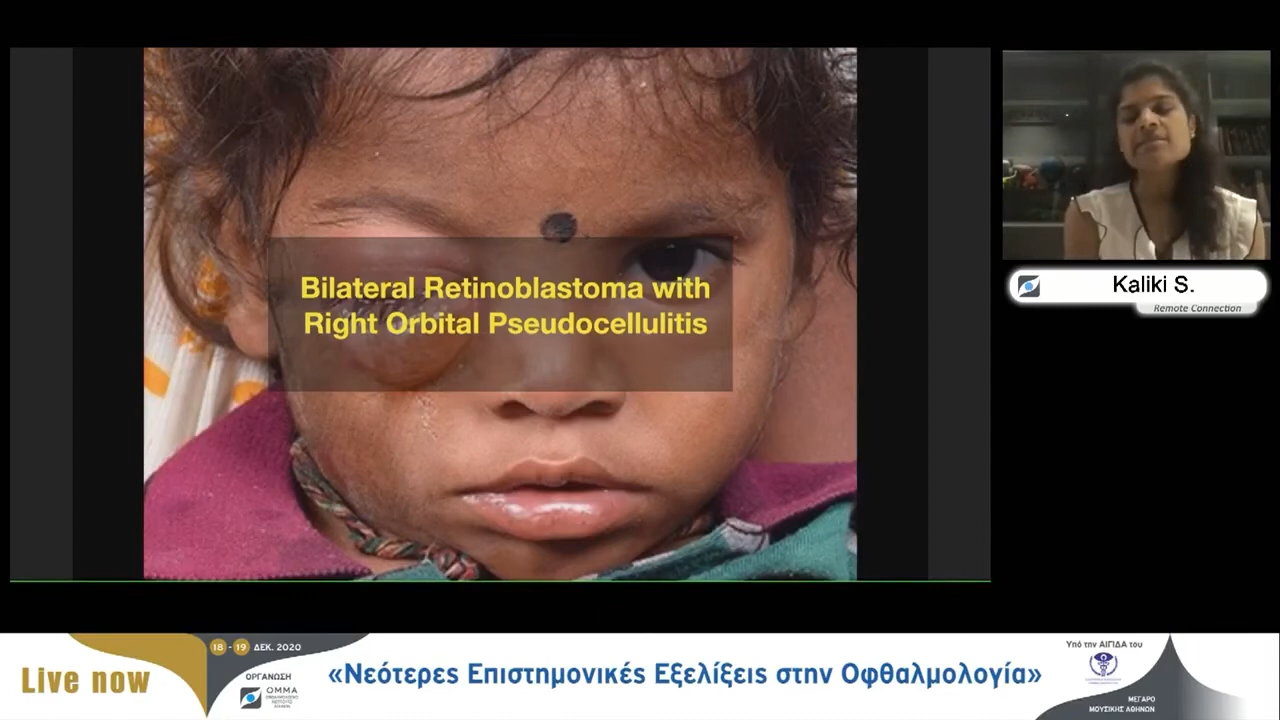 Bilateral Retinoblastoma with
Right Orbital Pseudocellulitis
Kaliki S.
Remote Connection
Live now
18 - 19 ΔΕΚ. 2020
ΟΡΓΑΝΩΣΗ
OMMA
«Νεότερες Επιστημονικές Εξελίξεις στην Οφθαλμολογία»
Υπό την ΑΙΓΙΔΑ του
ΜΕΓΑΡΟ
ΜΟΥΣΙΚΗΣ ΑΘΗΝΩΝ